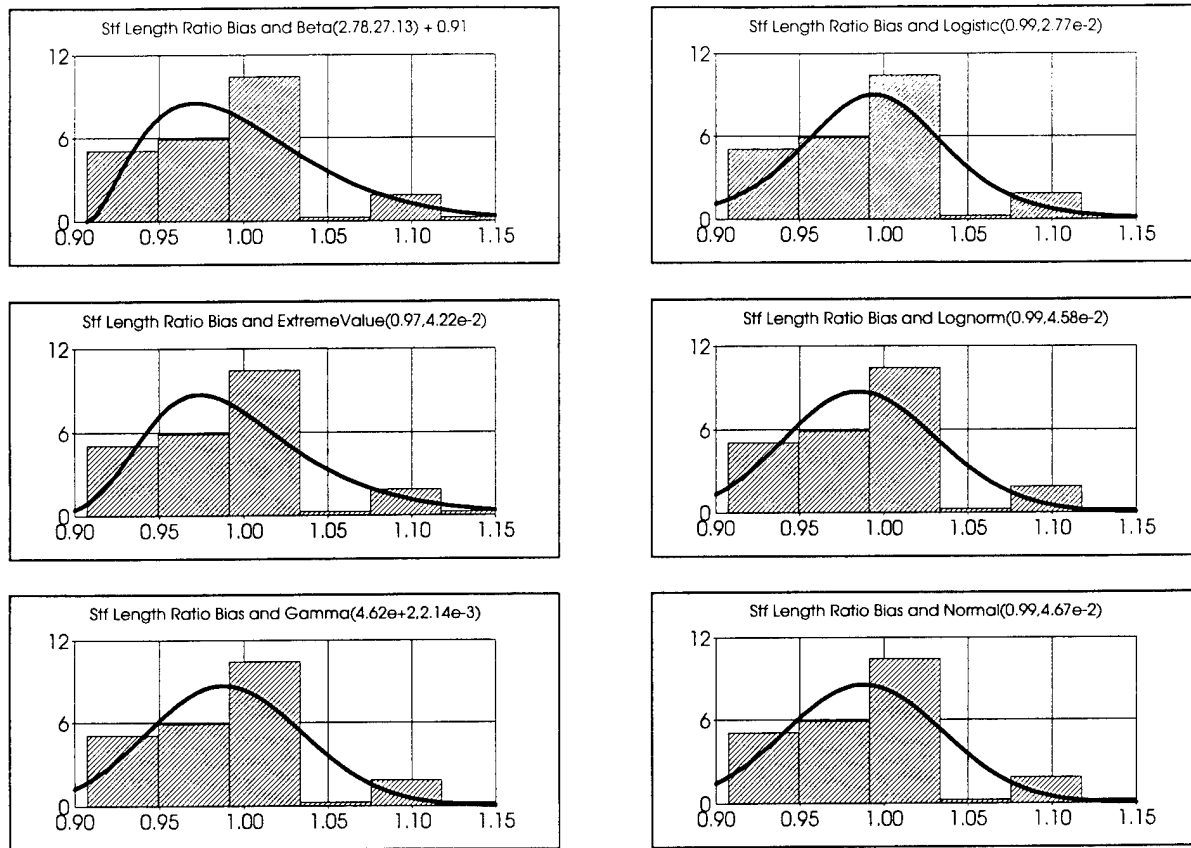 Stf Length Ratio Bias and Beta(2.78,27.13) + 0.91
12
6
0
0.90 0.95 1.00 1.05 1.10 1.15
Stf Length Ratio Bias and Logistic(0.99,2.77e-2)
12
6
0
0.90 0.95 1.00 1.05 1.10 1.15
Stf Length Ratio Bias and ExtremeValue(0.97,4.22e-2)
12
6
0
0.90 0.95 1.00 1.05 1.10 1.15
Stf Length Ratio Bias and Lognorm(0.99,4.58e-2)
12
6
0
0.90 0.95 1.00 1.05 1.10 1.15
Stf Length Ratio Bias and Gamma(4.62e+2,2.14e-3)
12
6
0
0.90 0.95 1.00 1.05 1.10 1.15
Stf Length Ratio Bias and Normal(0.99,4.67e-2)
12
6
0
0.90 0.95 1.00 1.05 1.10 1.15